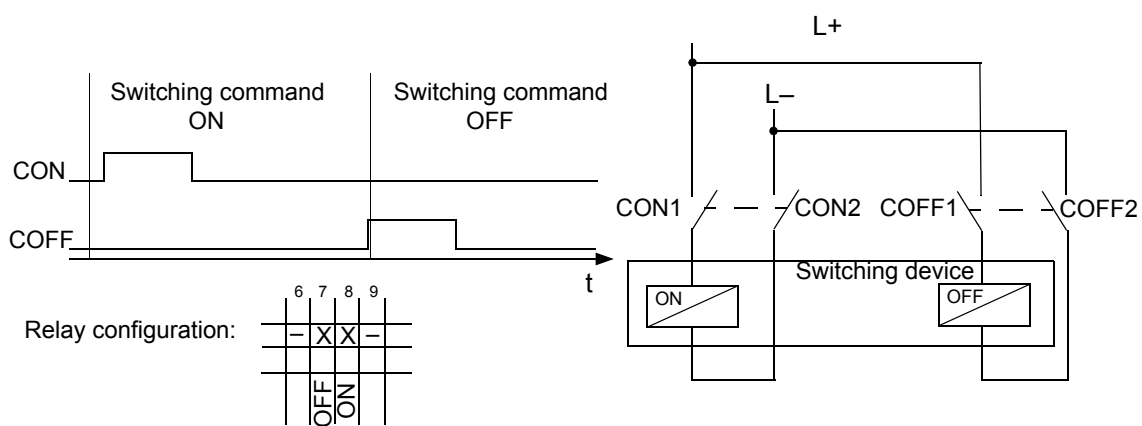 L+
Switching command
ON
Switching command
OFF
L–
CON
CON1
CON2
COFF1
COFF2
COFF
t
Switching device
ON
OFF
6 7 8 9
Relay configuration:
– X X –
OFF
ON